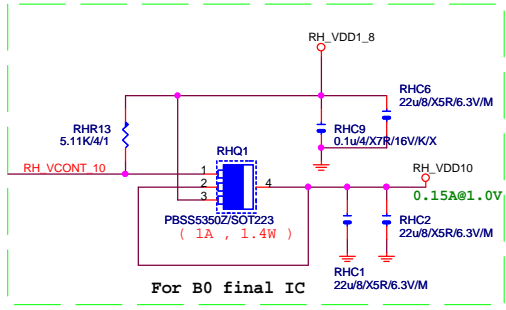 RH_VDD1_8
RHC6
22u/8/X5R/6.3V/M
RHR13
5.11K/4/1
RHC9
0.1u/4/X7R/16V/K/X
RHQ1
RH_VCONT_10
1
2
3
4
RH_VDD10
0.15A@1.0V
PBSS5350Z/SOT223
( 1A , 1.4W )
RHC2
22u/8/X5R/6.3V/M
RHC1
22u/8/X5R/6.3V/M
For B0 final IC